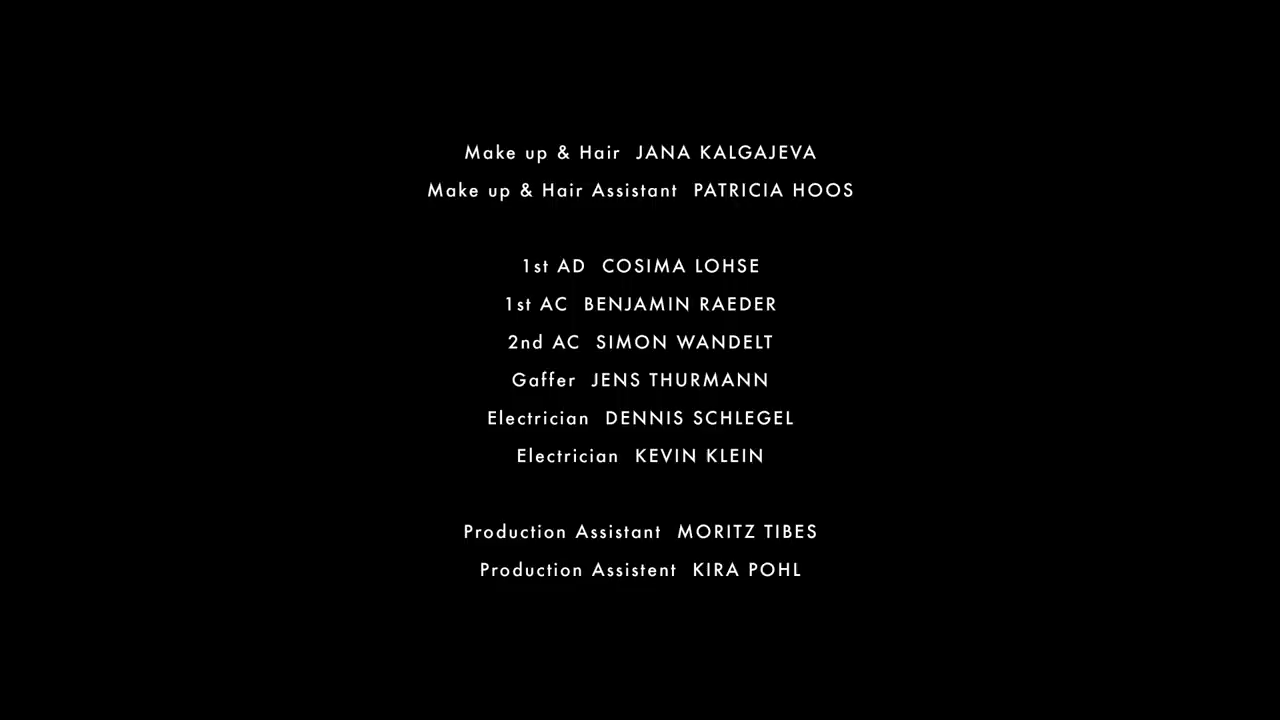 Make up & Hair JANA KALGAJEVA
Make up & Hair Assistant PATRICIA HOOS
1st AD COSIMA LOHSE
1st AC BENJAMIN RAEDER
2nd AC SIMON WANDELT
Gaffer JENS THURMANN
Electrician DENNIS SCHLEGEL
Electrician KEVIN KLEIN
Production Assistant MORITZ TIBES
Production Assistent KIRA POHL